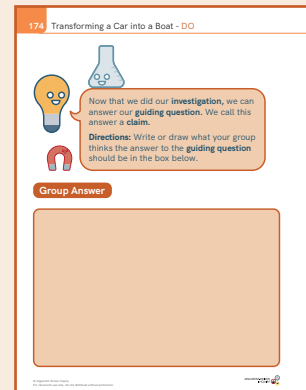 174 Transforming a Car into a Boat - DO
Now that we did our investigation, we can
answer our guiding question. We call this
answer a claim.
Directions: Write or draw what your group
thinks the answer to the guiding question
should be in the box below.
Group Answer